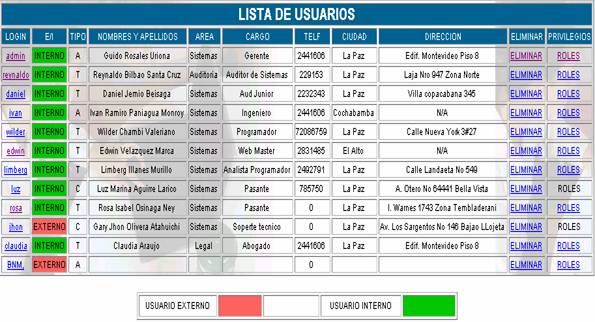 LISTA DE USUARIOS
LOGIN E/I TIPO NOMBRES Y APELLIDOS AREA CARGO TELF CIUDAD DIRECCION ELIMINAR PRIVILEGIOS
admin INTERNO A Guido Rosales Uriona Sistemas Gerente 2441606 La Paz Edif. Montevideo Piso 8 ELIMINAR ROLES
reynaldo INTERNO T Reynaldo Bilbao Santa Cruz Auditoria Auditor de Sistemas 229153 La Paz Laja Nro 947 Zona Norte ELIMINAR ROLES
daniel INTERNO T Daniel Jemio Beisaga Sistemas Aud Junior 2232343 La Paz Villa copacabana 345 ELIMINAR ROLES
ivan INTERNO A Ivan Ramiro Paniagua Monroy Sistemas Ingeniero 2441606 Cochabamba N/A ELIMINAR ROLES
wilder INTERNO T Wilder Chambi Valeriano Sistemas Programador 72086759 La Paz Calle Nueva York 3#27 ELIMINAR ROLES
edwin INTERNO T Edwin Velazquez Marca Sistemas Web Master 2831485 El Alto N/A ELIMINAR ROLES
limberg INTERNO T Limberg Illanes Murillo Sistemas Analista Programador 2492791 La Paz Calle Landaeta No 549 ELIMINAR ROLES
luz INTERNO C Luz Marina Aguirre Larico Sistemas Pasante 785750 La Paz A. Otero No 64441 Bella Vista ELIMINAR ROLES
rosa INTERNO T Rosa Isabel Osinaga Ney Sistemas Pasante 0 La Paz I. Warnes 1743 Zona Tembladerani ELIMINAR ROLES
jhon EXTERNO C Gary Jhon Olivera Atahuichi Sistemas Soperte tecnico 0 La Paz Av. Los Sargentos No 146 Bajao LLojeta ELIMINAR ROLES
claudia INTERNO T Claudia Araujo Legal Abogado 2441606 La Paz Edif. Montevideo Piso 8 ELIMINAR ROLES
BNM, EXTERNO A 0 ELIMINAR ROLES
USUARIO EXTERNO USUARIO INTERNO